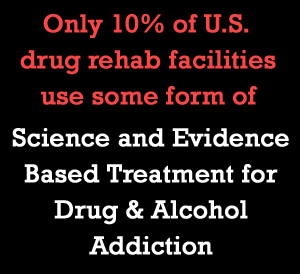 Only 10% of U.S.
drug rehab facilities
use some form of
Science and Evidence
Based Treatment for
Drug & Alcohol
Addiction